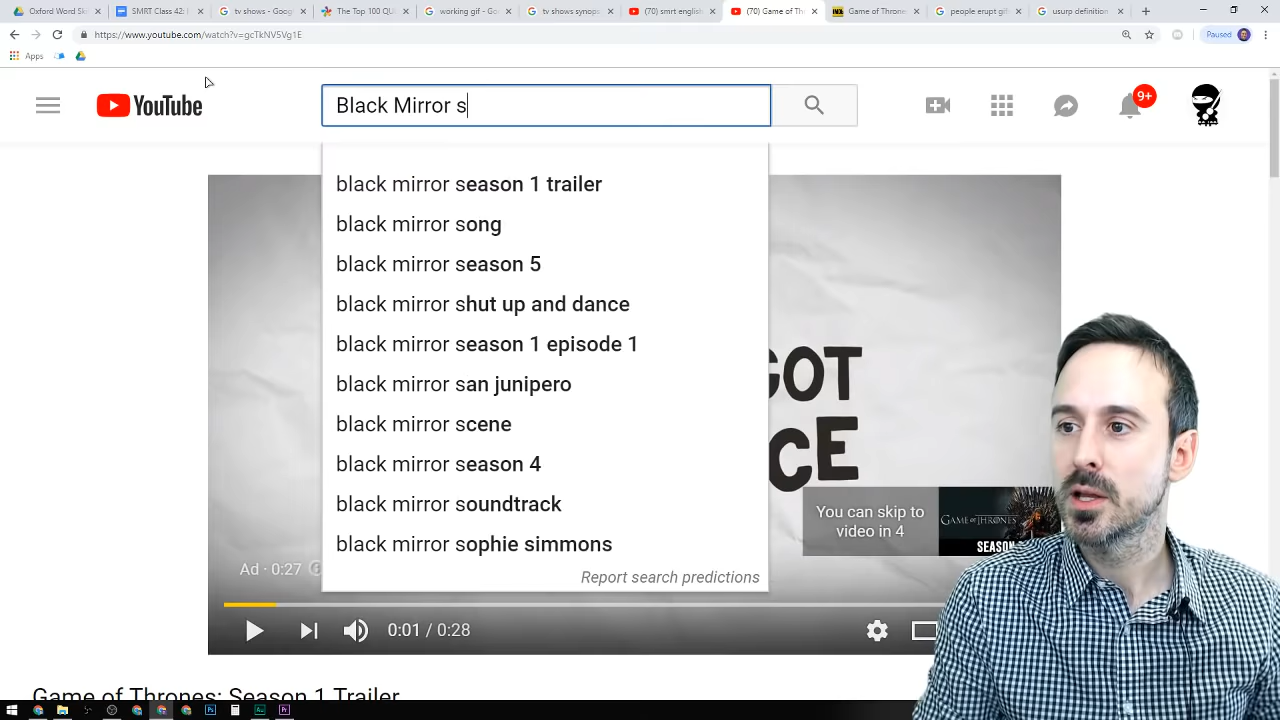 Oxford Word Sk
SMRT Class 42: I
tv shows - Goog
The Top 100 QU
working gif - Go
tv shows synop
(70) smrt englis
(70) Game of Th
Game of Throne
people erupt gif
usurp definition
https://www.youtube.com/watch?v=gcTkNV5Vg1E
Paused
Apps
YouTube
Black Mirror s
9+
black mirror season 1 trailer
black mirror song
black mirror season 5
black mirror shut up and dance
black mirror season 1 episode 1
black mirror san junipero
black mirror scene
black mirror season 4
black mirror soundtrack
black mirror sophie simmons
Report search predictions
GOT
CE
You can skip to
video in 4
GAME OF THRONES
SEASON
Ad · 0:27
0:01 / 0:28
Game of Thrones: Season 1 Trailer